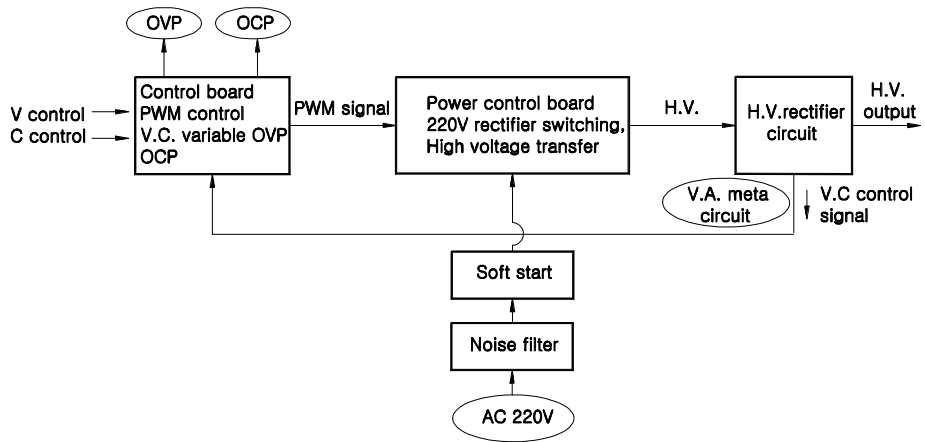 OVP
OCP
V control
C control
Control board
PWM control
V.C. variable OVP
OCP
PWM signal
Power control board
220V rectifier switching,
High voltage transfer
H.V.
H.V.rectifier
circuit
H.V.
output
V.A. meta
circuit
V.C control
signal
Soft start
Noise filter
AC 220V